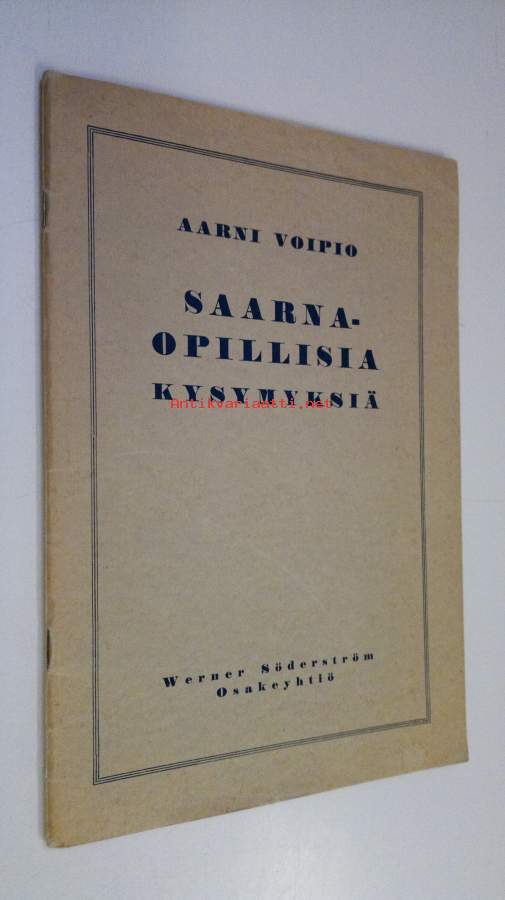 AARNI VOIPIO
SAARNA-
OPILLISIA
KYSYMYKSIÄ
Antikvariaatti.net
Werner Söderström
Osakeyhtiö